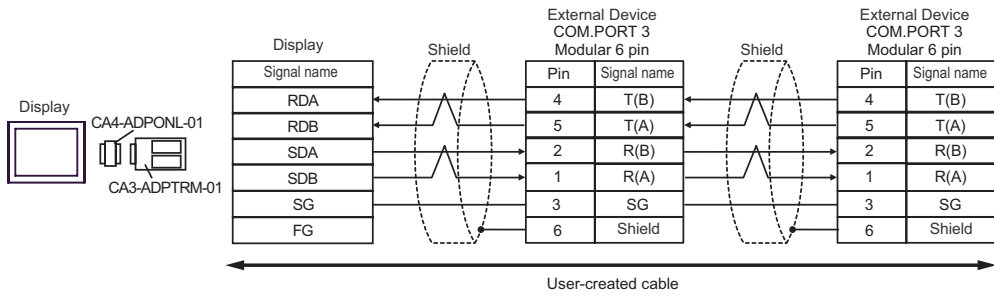 External Device
COM.PORT 3
Modular 6 pin
External Device
COM.PORT 3
Modular 6 pin
Display
Shield
Shield
Signal name
Pin
Signal name
Pin
Signal name
RDA
4
T(B)
4
T(B)
RDB
5
T(A)
5
T(A)
SDA
2
R(B)
2
R(B)
SDB
1
R(A)
1
R(A)
SG
3
SG
3
SG
FG
6
Shield
6
Shield
Display
CA4-ADPONL-01
CA3-ADPTRM-01
User-created cable